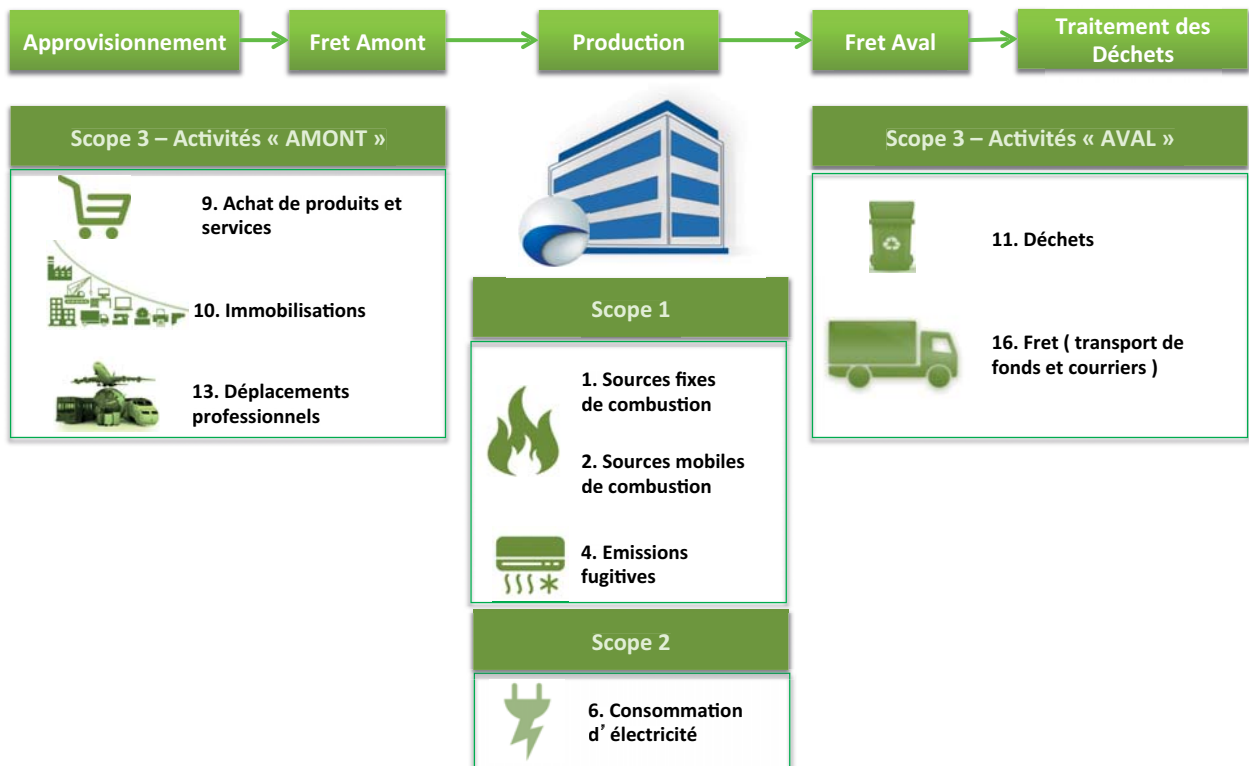 Approvisionnement
Fret Amont
Production
Fret Aval
Traitement des
Déchets
Scope 3 – Activités « AMONT »
9. Achat de produits et
services
10. Immobilisations
13. Déplacements
professionnels
Scope 1
1. Sources fixes
de combustion
2. Sources mobiles
de combustion
4. Emissions
fugitives
Scope 2
6. Consommation
d’ électricité
Scope 3 – Activités « AVAL »
11. Déchets
16. Fret ( transport de
fonds et courriers )